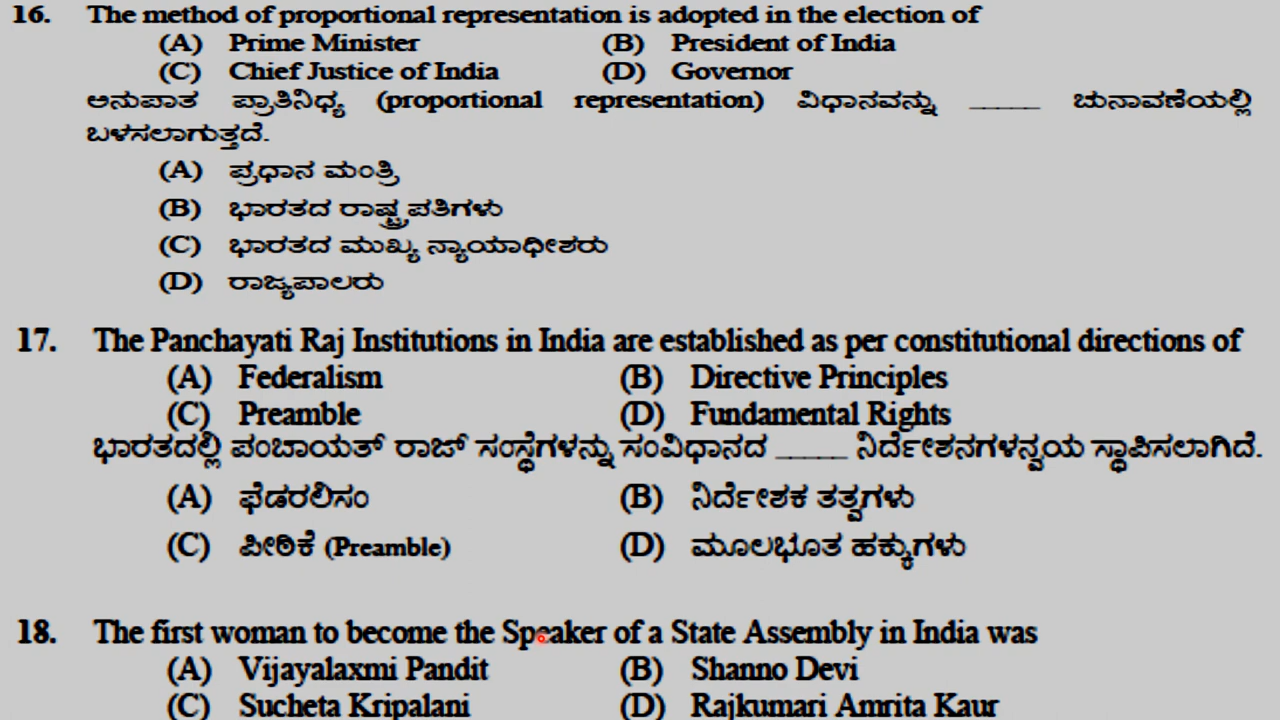 16. The method of proportional representation is adopted in the election of
(A) Prime Minister (B) President of India
(C) Chief Justice of India (D) Governor
ಅನುಪಾತ ಪ್ರಾತಿನಿಧ್ಯ (proportional representation) ವಿಧಾನವನ್ನು _____ ಚುನಾವಣೆಯಲ್ಲಿ
ಬಳಸಲಾಗುತ್ತದೆ.
(A) ಪ್ರಧಾನ ಮಂತ್ರಿ
(B) ಭಾರತದ ರಾಷ್ಟ್ರಪತಿಗಳು
(C) ಭಾರತದ ಮುಖ್ಯ ನ್ಯಾಯಾಧೀಶರು
(D) ರಾಜ್ಯಪಾಲರು
17. The Panchayati Raj Institutions in India are established as per constitutional directions of
(A) Federalism (B) Directive Principles
(C) Preamble (D) Fundamental Rights
ಭಾರತದಲ್ಲಿ ಪಂಚಾಯತ್ ರಾಜ್ ಸಂಸ್ಥೆಗಳನ್ನು ಸಂವಿಧಾನದ _____ ನಿರ್ದೇಶನಗಳನ್ವಯ ಸ್ಥಾಪಿಸಲಾಗಿದೆ.
(A) ಫೆಡರಲಿಸಂ (B) ನಿರ್ದೇಶಕ ತತ್ವಗಳು
(C) ಪೀಠಿಕೆ (Preamble) (D) ಮೂಲಭೂತ ಹಕ್ಕುಗಳು
18. The first woman to become the Speaker of a State Assembly in India was
(A) Vijayalaxmi Pandit (B) Shanno Devi
(C) Sucheta Kripalani (D) Rajkumari Amrita Kaur